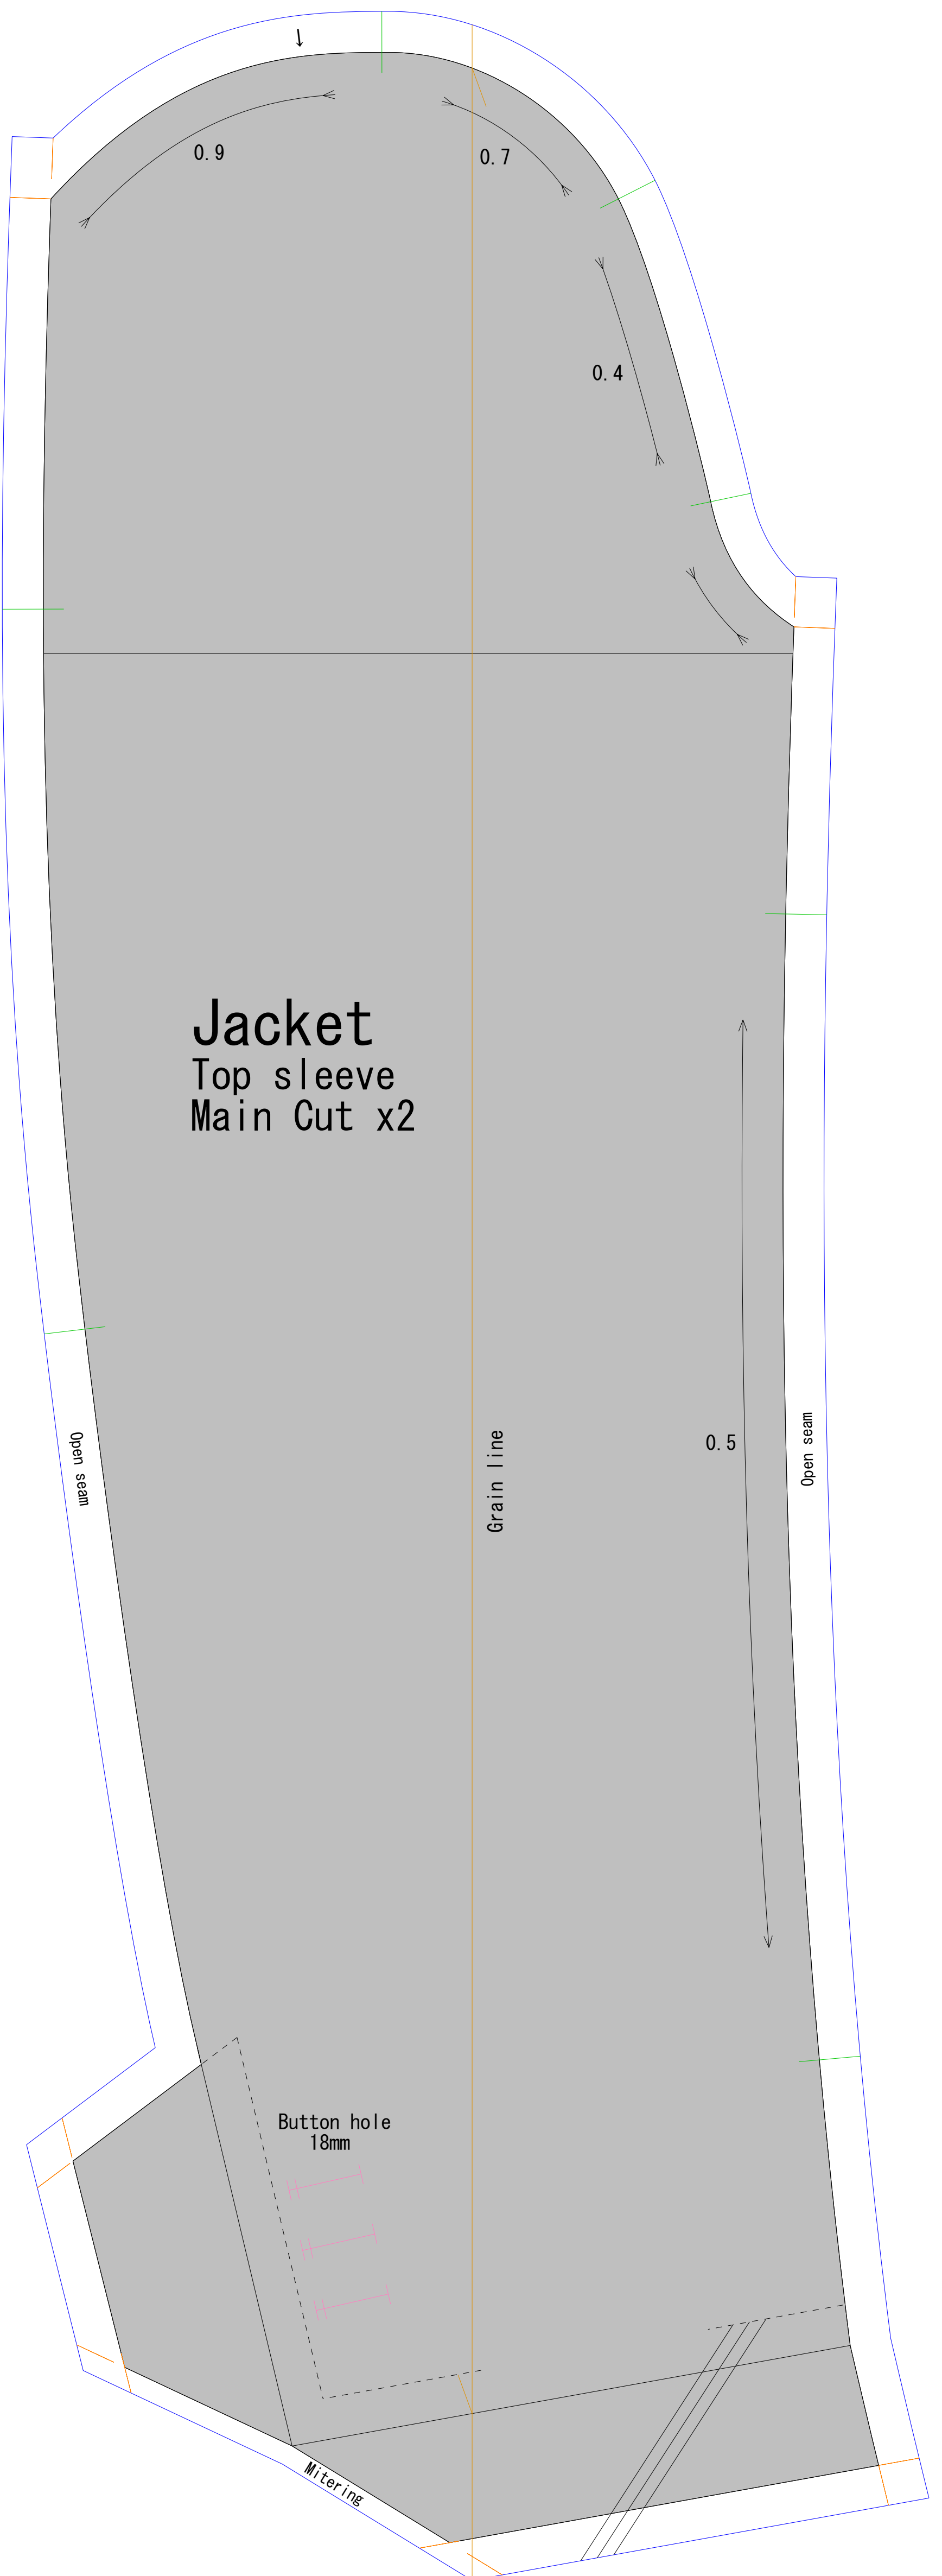 ↓
0.9
0.7
0.4
Jacket
Top sleeve
Main Cut x2
Open seam
Grain line
0.5
Open seam
Button hole
18mm
Mitering